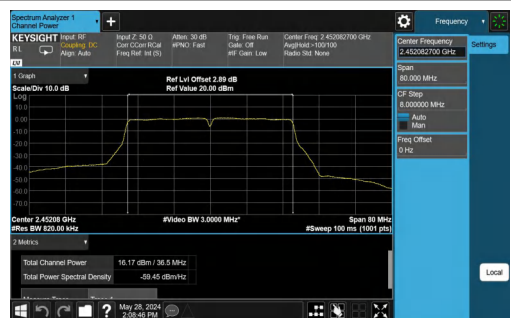 Spectrum Analyzer 1
Channel Power
+
Frequency
KEYSIGHT
R L
LV
Input: RF
Coupling: DC
Align: Auto
Input Z: 50 Ω
Corr CCorr RCal
Freq Ref: Int (S)
Atten: 30 dB
#PNO: Fast
Trig: Free Run
Gate: Off
#IF Gain: Low
Center Freq: 2.452082700 GHz
Avg|Hold:>100/100
Radio Std: None
Center Frequency
2.452082700 GHz
Settings
Span
80.000 MHz
CF Step
8.000000 MHz
Auto
Man
Freq Offset
0 Hz
Local
1 Graph
Scale/Div 10.0 dB
Ref Lvl Offset 2.89 dB
Ref Value 20.00 dBm
Log
10.0
0.00
-10.0
-20.0
-30.0
-40.0
-50.0
-60.0
-70.0
Center 2.45208 GHz
#Video BW 3.0000 MHz*
Span 80 MHz
#Res BW 820.00 kHz
#Sweep 100 ms (1001 pts)
2 Metrics
Total Channel Power
16.17 dBm / 36.5 MHz
Total Power Spectral Density
-59.45 dBm/Hz
?
May 28, 2024
2:08:46 PM